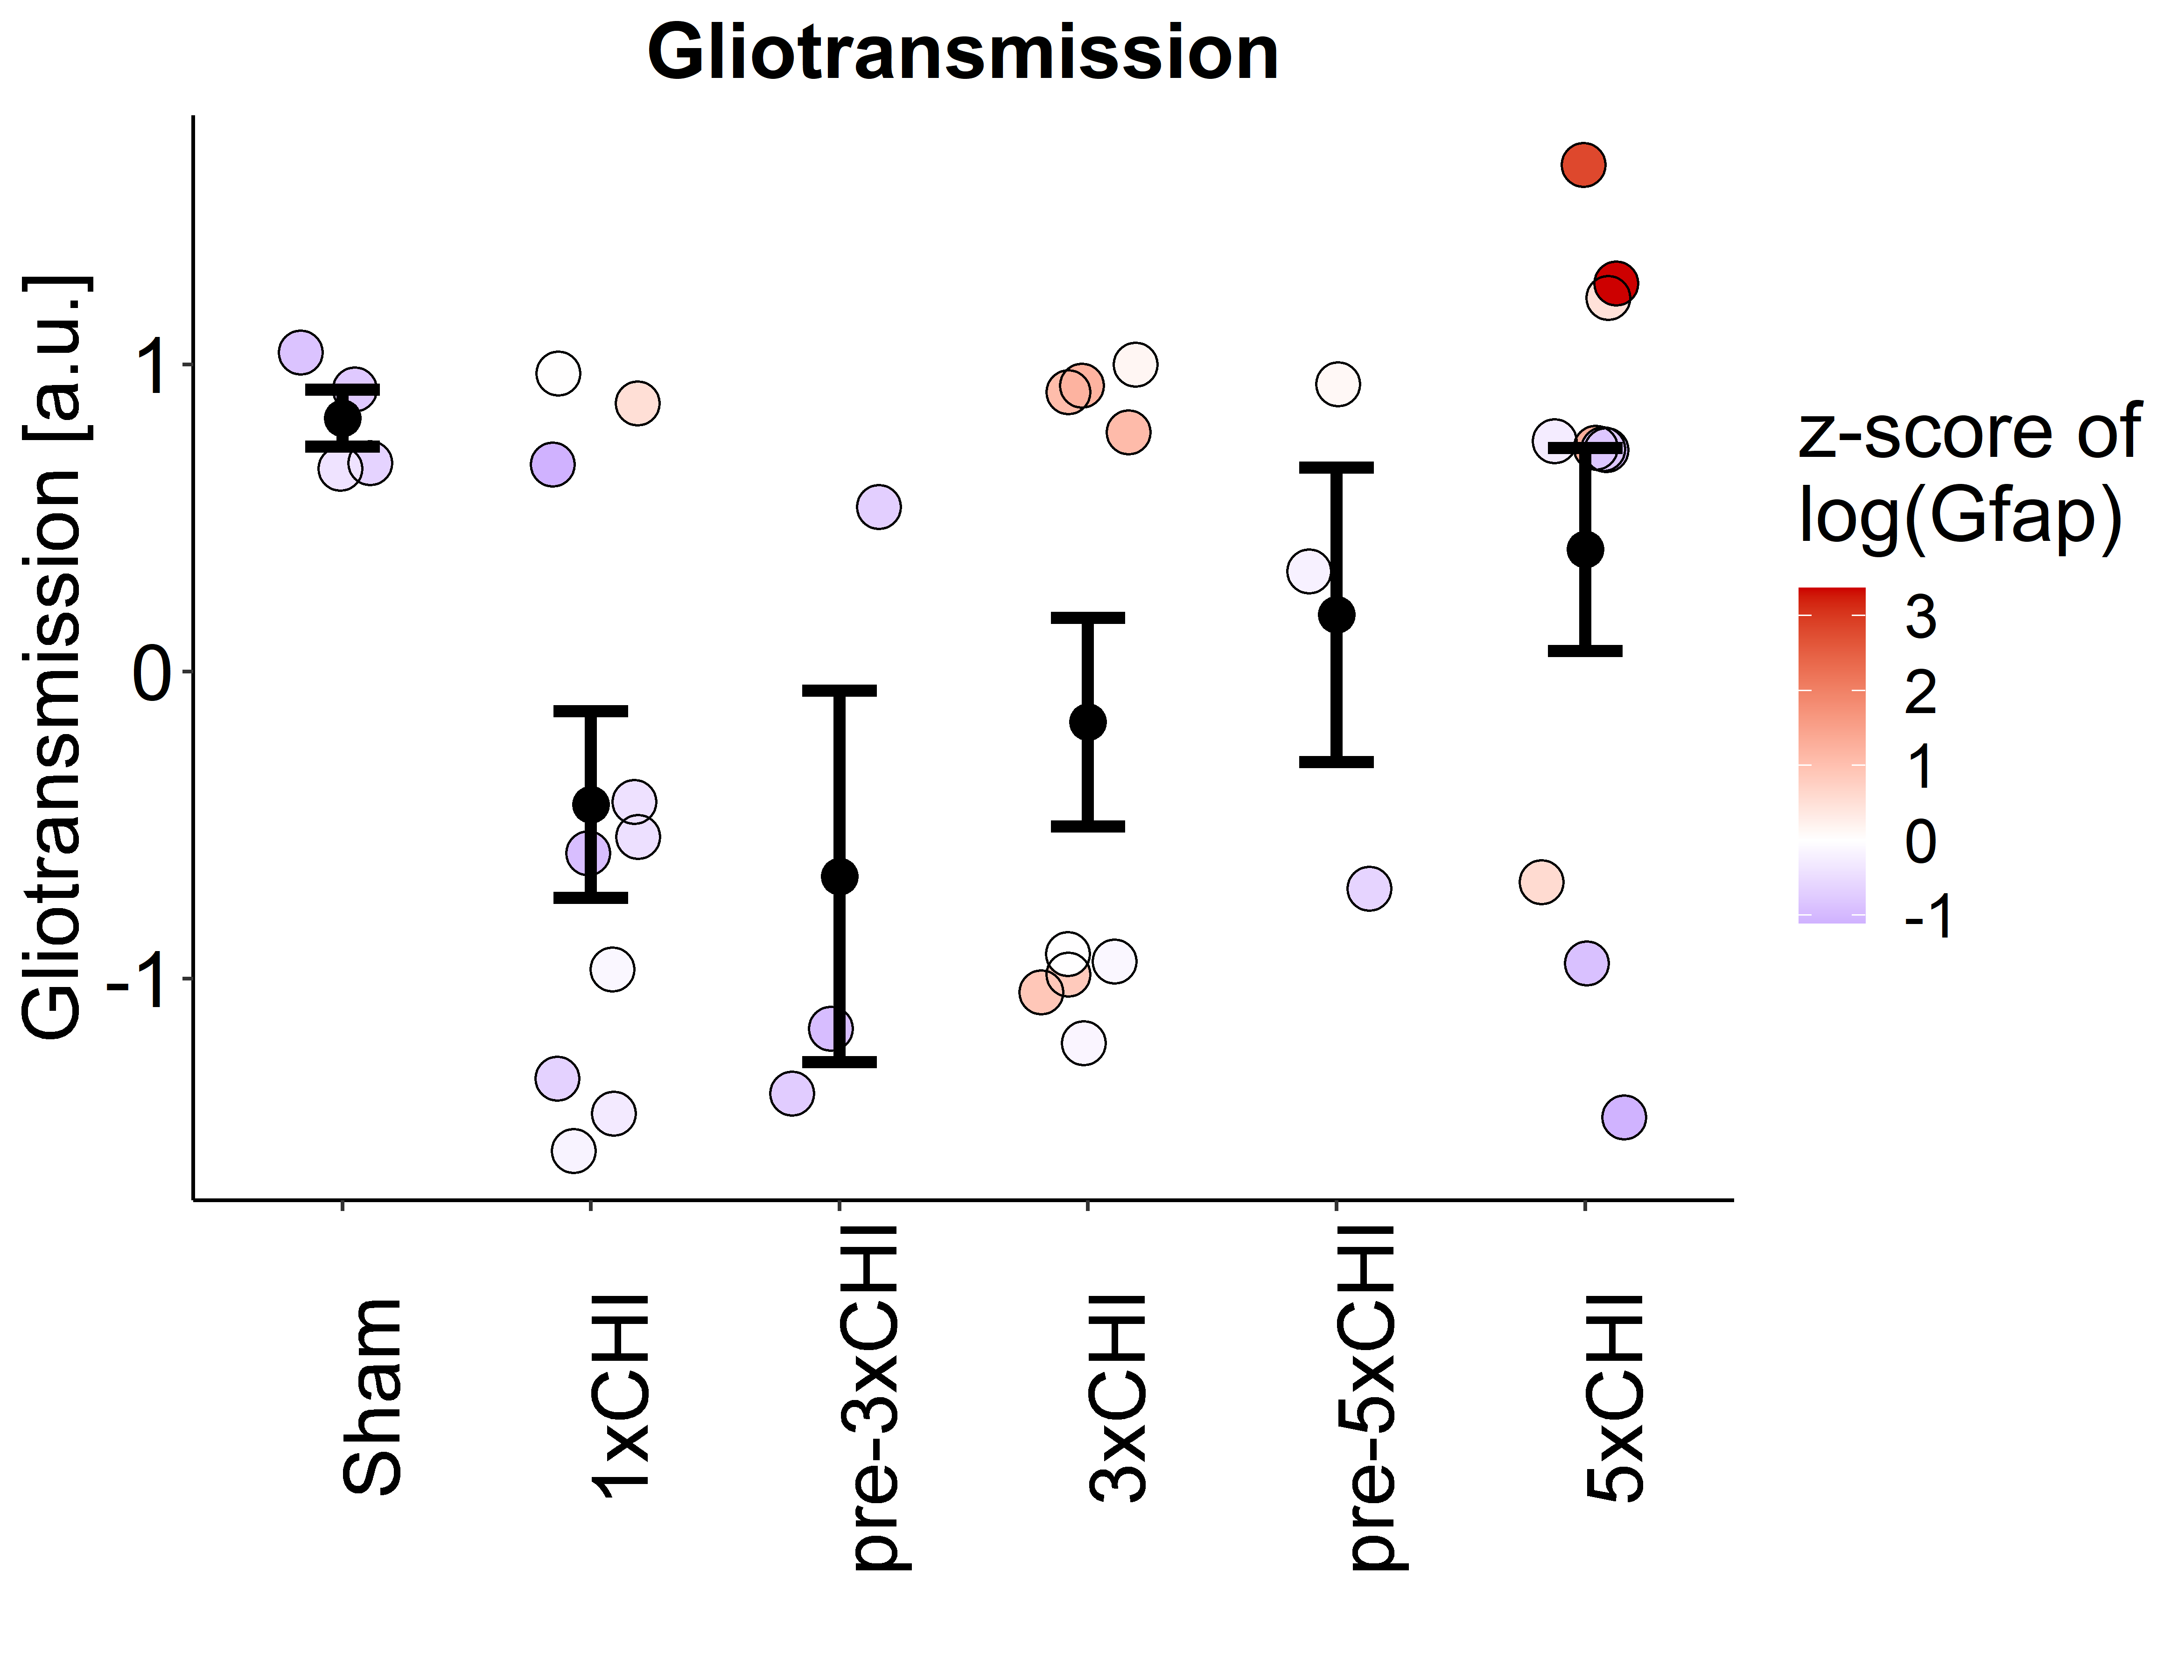 Gliotransmission
Gliotransmission [a.u.]
1
0
-1
Sham
1xCHI
pre-3xCHI
3xCHI
pre-5xCHI
5xCHI
z-score of
log(Gfap)
3
2
1
0
-1